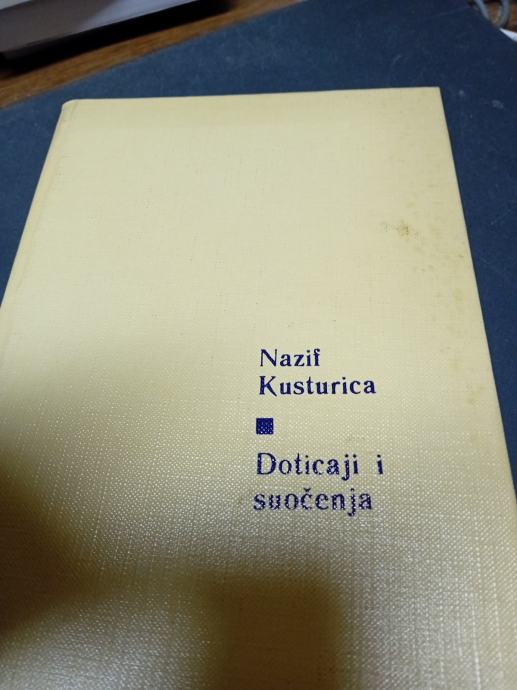 Nazif
Kusturica
Doticaji i
suočenja